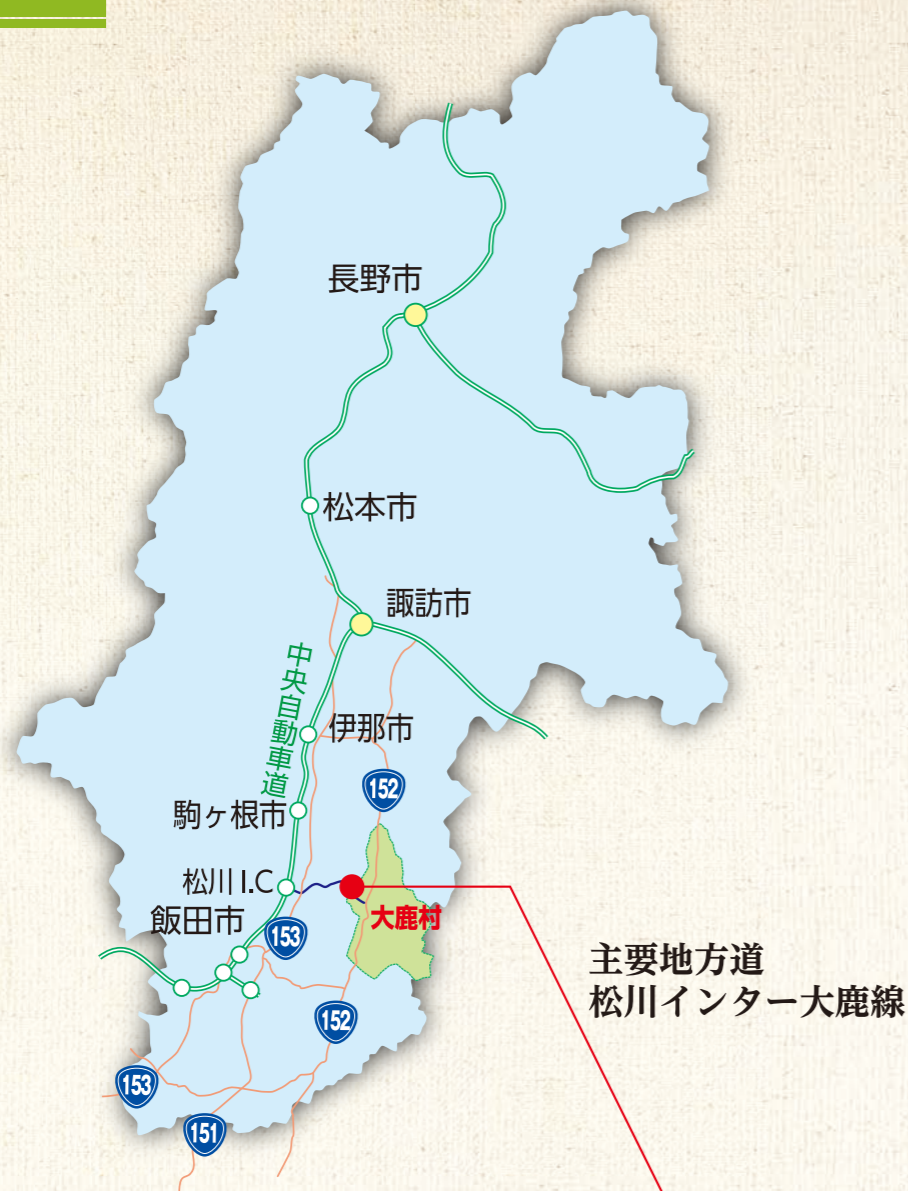 長野市
松本市
諏訪市
中央自動車道
伊那市
152
駒ヶ根市
松川I.C
大鹿村
飯田市
153
主要地方道
松川インター大鹿線
152
153
151